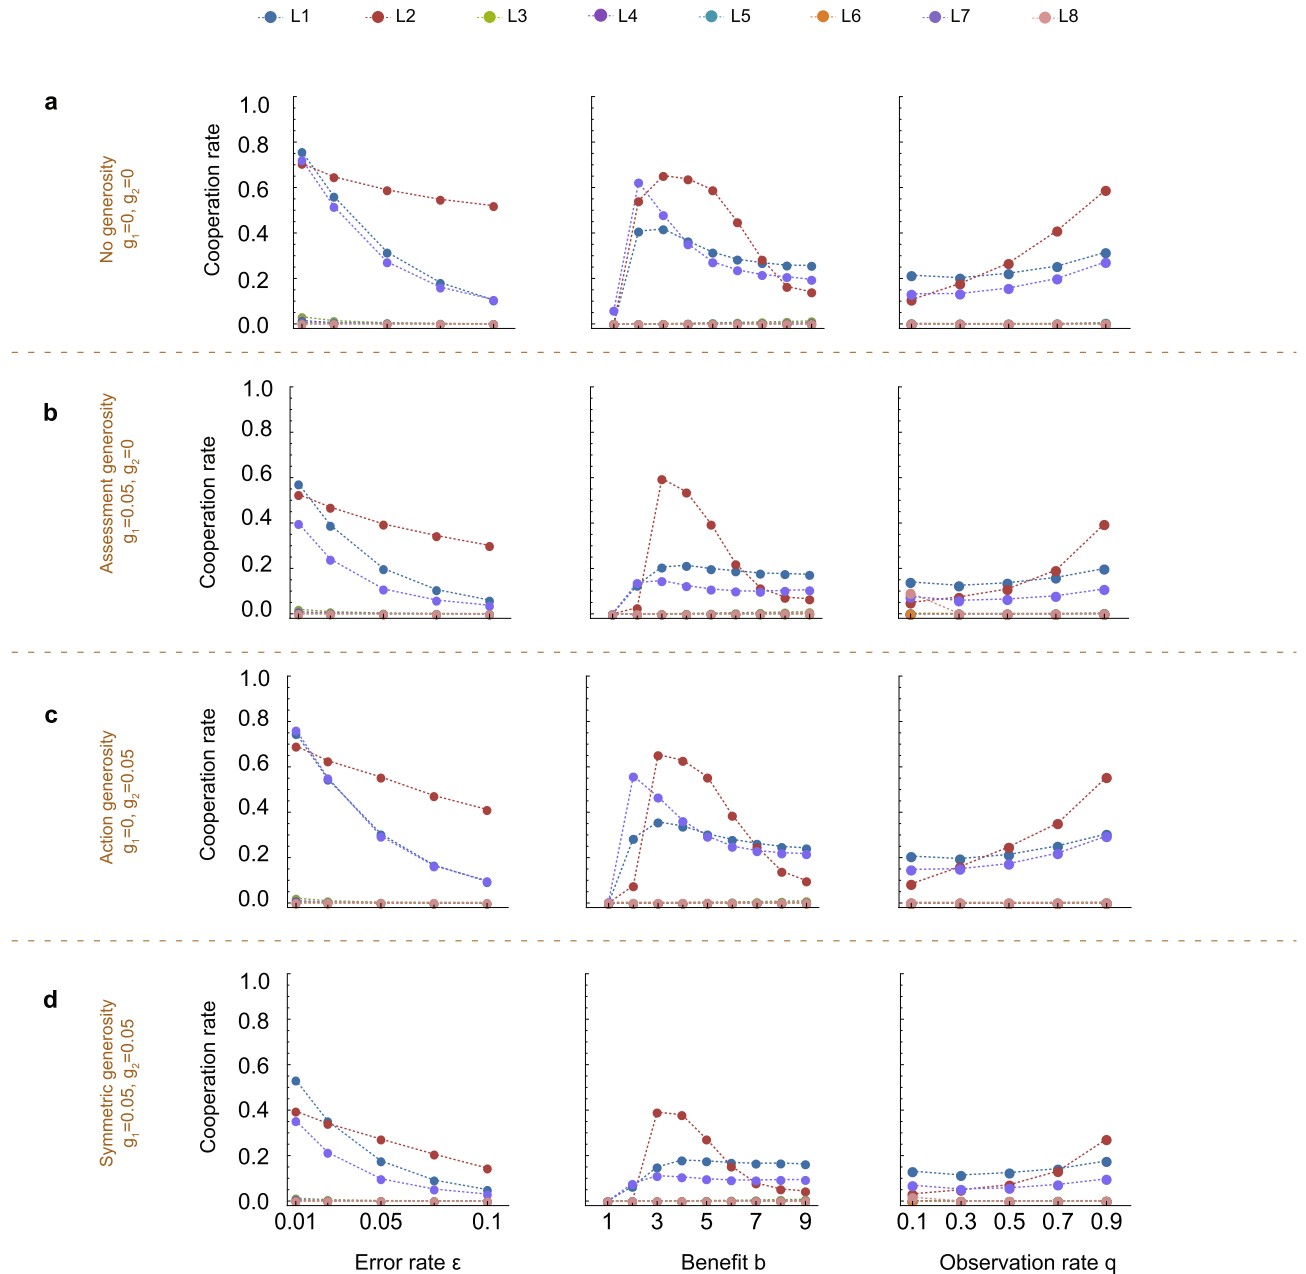 L1 L2 L3 L4 L5 L6 L7 L8
a
No generosity
g₁=0, g₂=0
Cooperation rate
1.0
0.8
0.6
0.4
0.2
0.0
b
Assessment generosity
g₁=0.05, g₂=0
Cooperation rate
1.0
0.8
0.6
0.4
0.2
0.0
c
Action generosity
g₁=0, g₂=0.05
Cooperation rate
1.0
0.8
0.6
0.4
0.2
0.0
d
Symmetric generosity
g₁=0.05, g₂=0.05
Cooperation rate
1.0
0.8
0.6
0.4
0.2
0.0
0.01 0.05 0.1 1 3 5 7 9 0.1 0.3 0.5 0.7 0.9
Error rate ε Benefit b Observation rate q